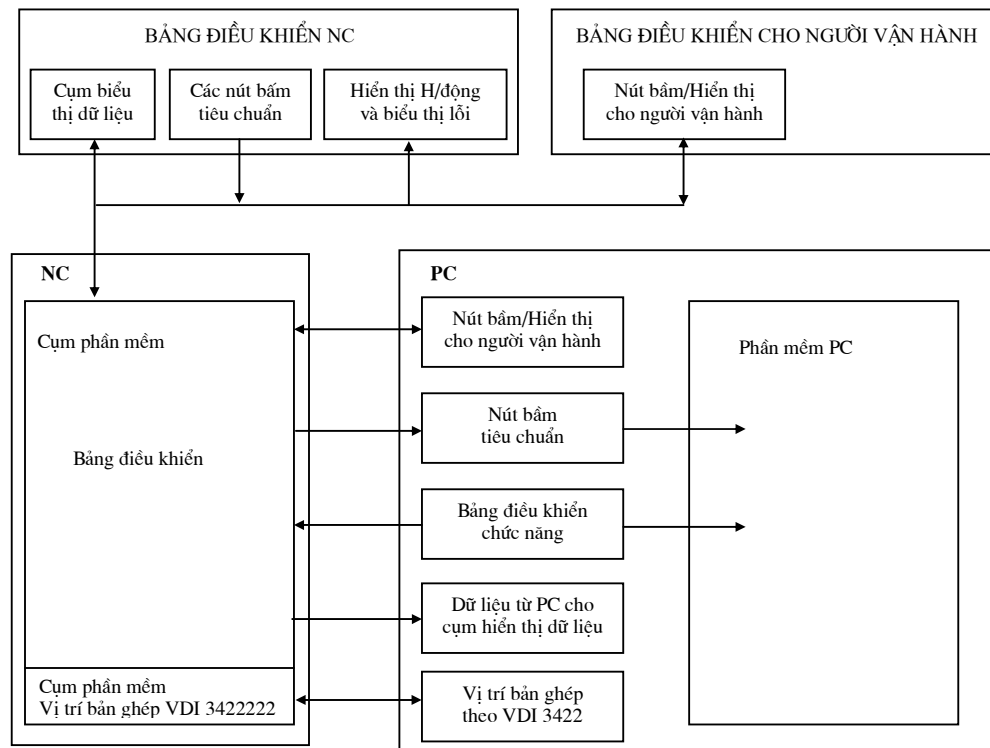 BẢNG ĐIỀU KHIỂN NC
BẢNG ĐIỀU KHIỂN CHO NGƯỜI VẬN HÀNH
Cụm biểu
thị dữ liệu
Các nút bấm
tiêu chuẩn
Hiển thị H/động
và biểu thị lỗi
Nút bầm/Hiển thị
cho người vận hành
NC
PC
Cụm phần mềm
Bảng điều khiển
Nút bầm/Hiển thị
cho người vận hành
Phần mềm PC
Nút bầm
tiêu chuẩn
Bảng điều khiển
chức năng
Dữ liệu từ PC cho
cụm hiển thị dữ liệu
Cụm phần mềm
Vị trí bản ghép VDI 3422222
Vị trí bản ghép
theo VDI 3422